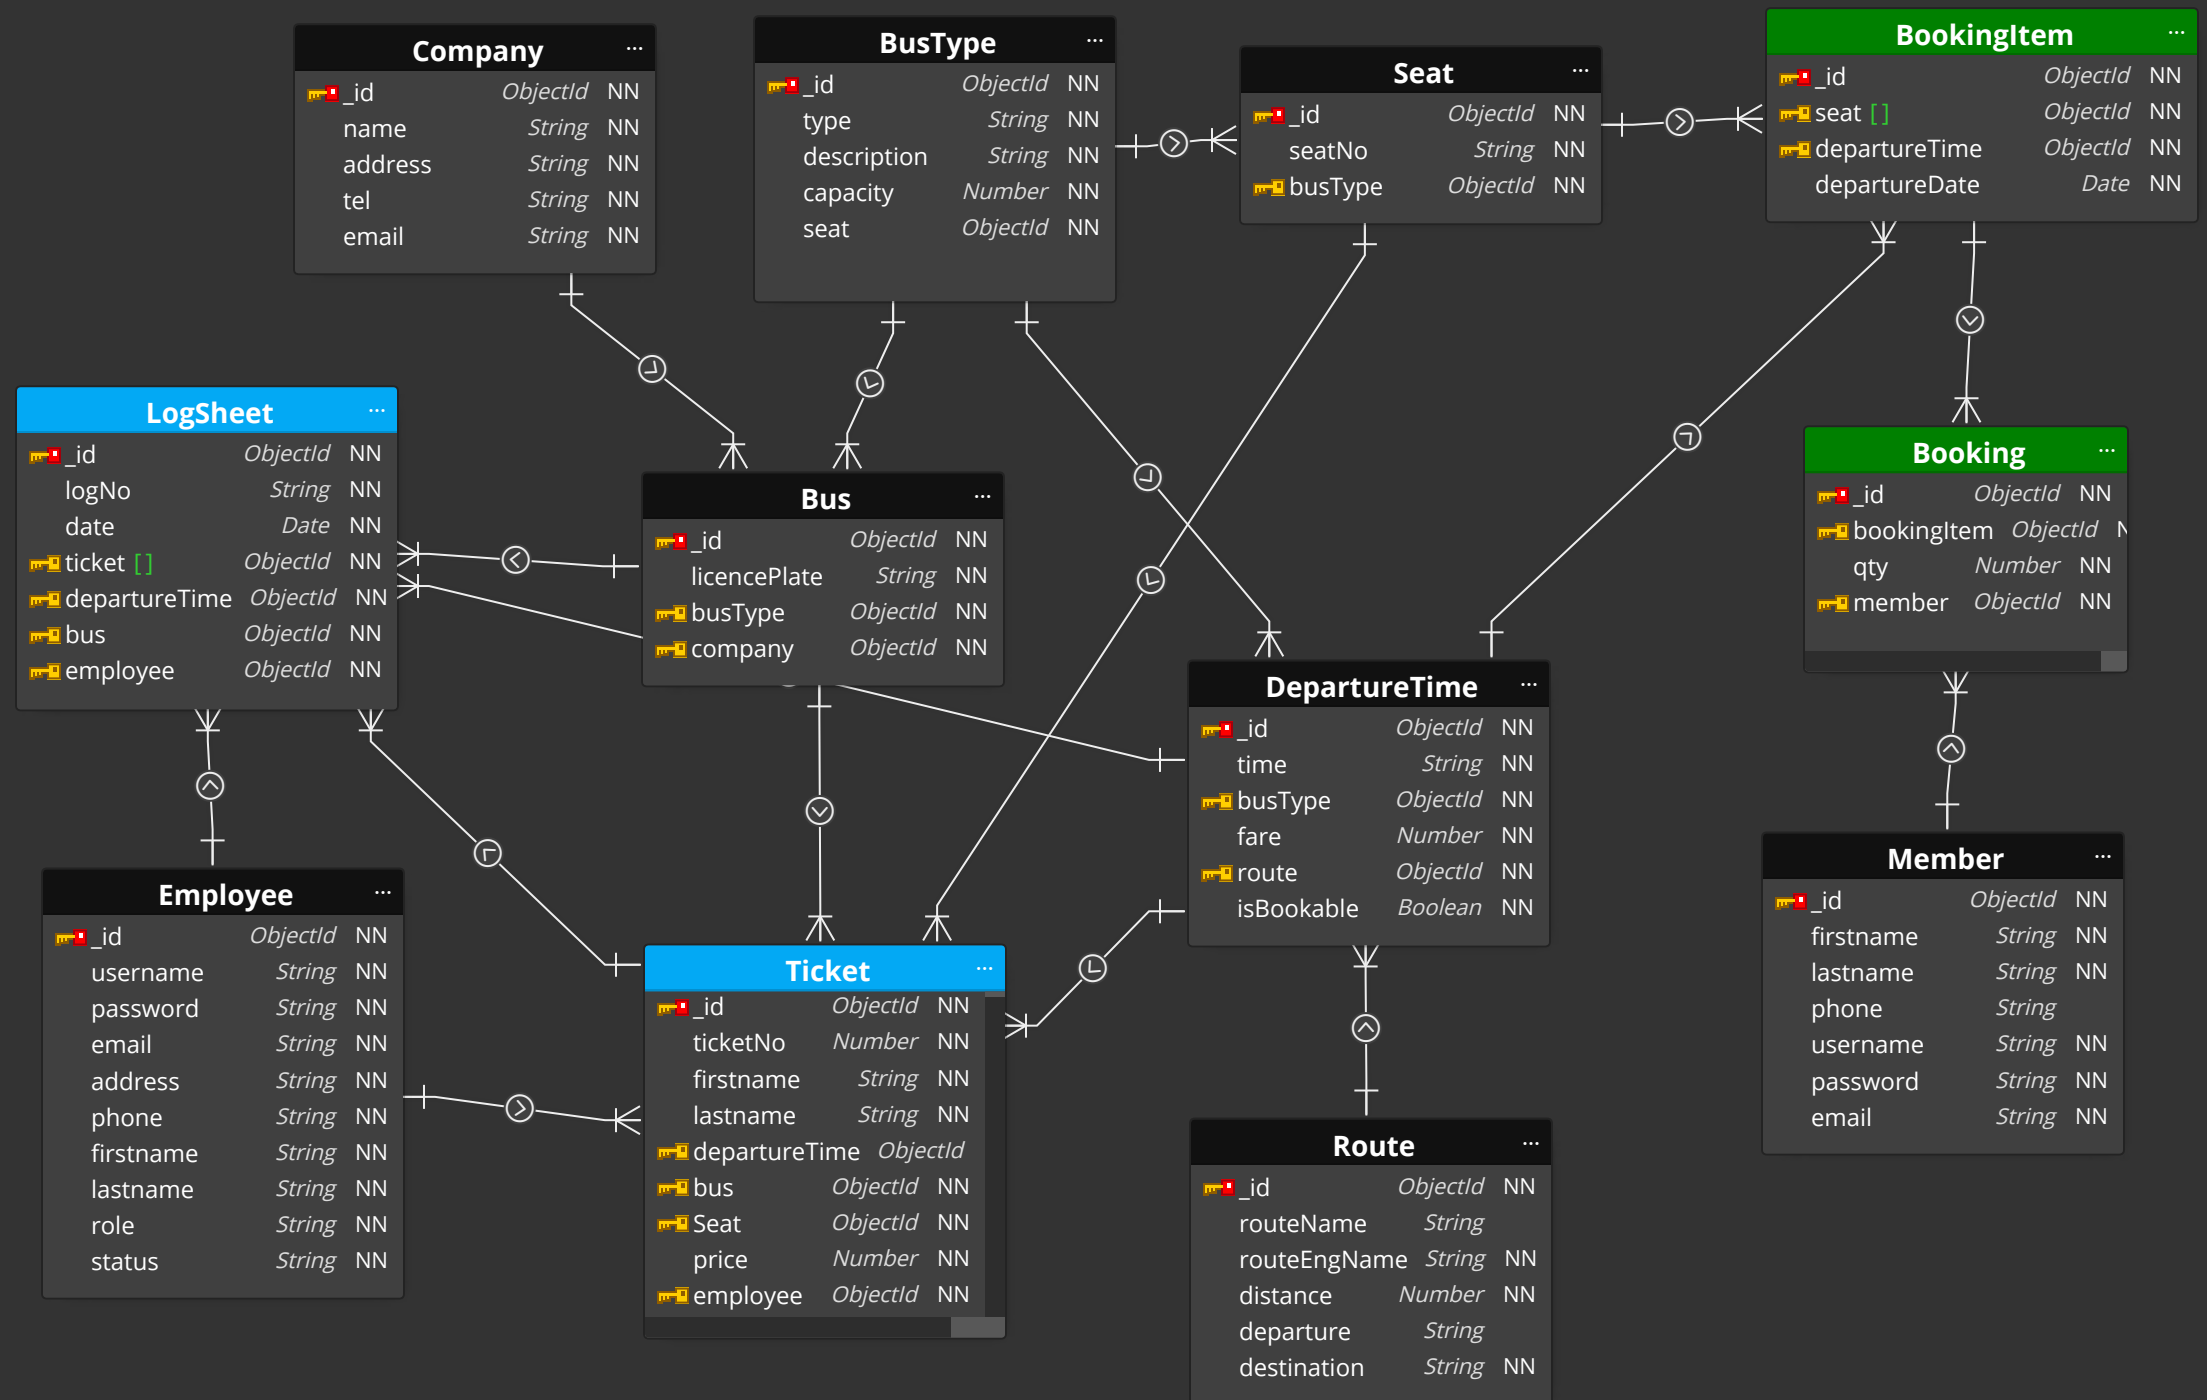 Company ...
_id ObjectId NN
name String NN
address String NN
tel String NN
email String NN
BusType ...
_id ObjectId NN
type String NN
description String NN
capacity Number NN
seat ObjectId NN
Seat ...
_id ObjectId NN
seatNo String NN
busType ObjectId NN
BookingItem ...
_id ObjectId NN
seat [] ObjectId NN
departureTime ObjectId NN
departureDate Date NN
LogSheet ...
_id ObjectId NN
logNo String NN
date Date NN
ticket [] ObjectId NN
departureTime ObjectId NN
bus ObjectId NN
employee ObjectId NN
Bus ...
_id ObjectId NN
licencePlate String NN
busType ObjectId NN
company ObjectId NN
Booking ...
_id ObjectId NN
bookingItem ObjectId
qty Number NN
member ObjectId NN
DepartureTime ...
_id ObjectId NN
time String NN
busType ObjectId NN
fare Number NN
route ObjectId NN
isBookable Boolean NN
Employee ...
_id ObjectId NN
username String NN
password String NN
email String NN
address String NN
phone String NN
firstname String NN
lastname String NN
role String NN
status String NN
Ticket ...
_id ObjectId NN
ticketNo Number NN
firstname String NN
lastname String NN
departureTime ObjectId
bus ObjectId NN
Seat ObjectId NN
price Number NN
employee ObjectId NN
Member ...
_id ObjectId NN
firstname String NN
lastname String NN
phone String
username String NN
password String NN
email String NN
Route ...
_id ObjectId NN
routeName String
routeEngName String NN
distance Number NN
departure String
destination String NN